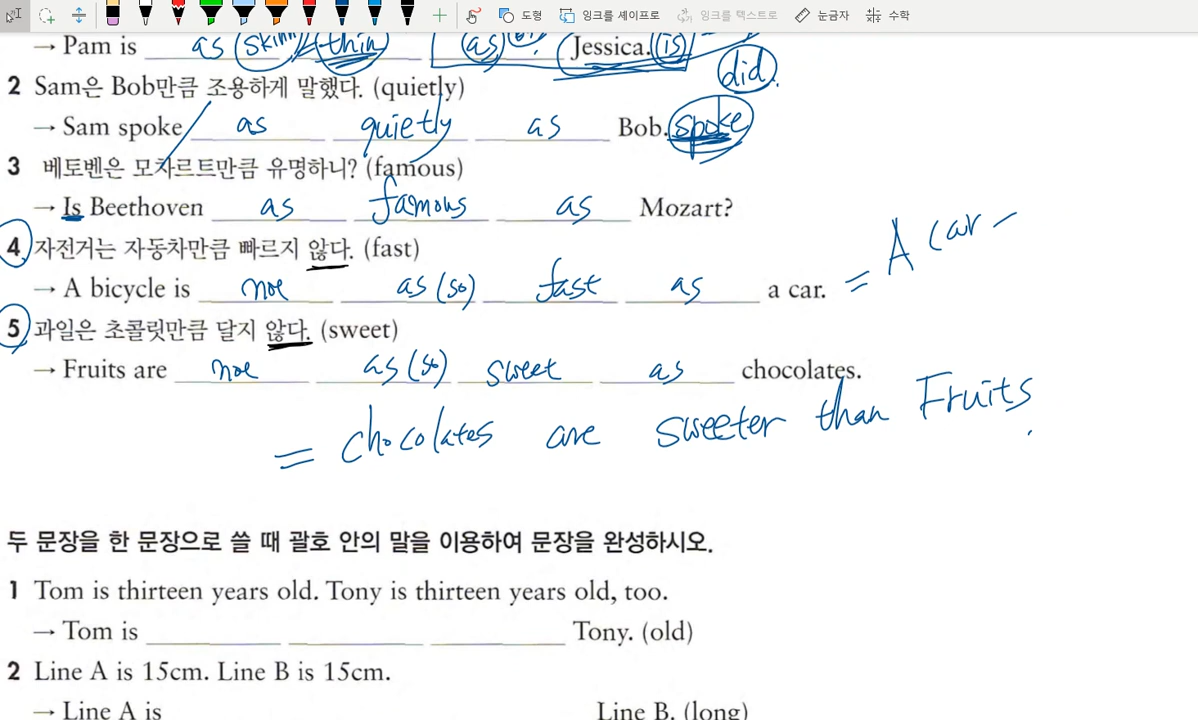 도형 잉크를 셰이프로 잉크를 텍스트로 눈금자 수학
→ Pam is as (skinny/thin) as Jessica. is
did.
2 Sam은 Bob만큼 조용하게 말했다. (quietly)
→ Sam spoke as quietly as Bob. spoke
3 베토벤은 모차르트만큼 유명하니? (famous)
→ Is Beethoven as famous as Mozart?
4 자전거는 자동차만큼 빠르지 않다. (fast)
→ A bicycle is not as (so) fast as a car. = A car
5 과일은 초콜릿만큼 달지 않다. (sweet)
→ Fruits are not as (so) sweet as chocolates.
= chocolates are sweeter than Fruits.
두 문장을 한 문장으로 쓸 때 괄호 안의 말을 이용하여 문장을 완성하시오.
1 Tom is thirteen years old. Tony is thirteen years old, too.
→ Tom is ___ ___ ___ Tony. (old)
2 Line A is 15cm. Line B is 15cm.
→ Line A is Line B. (long)